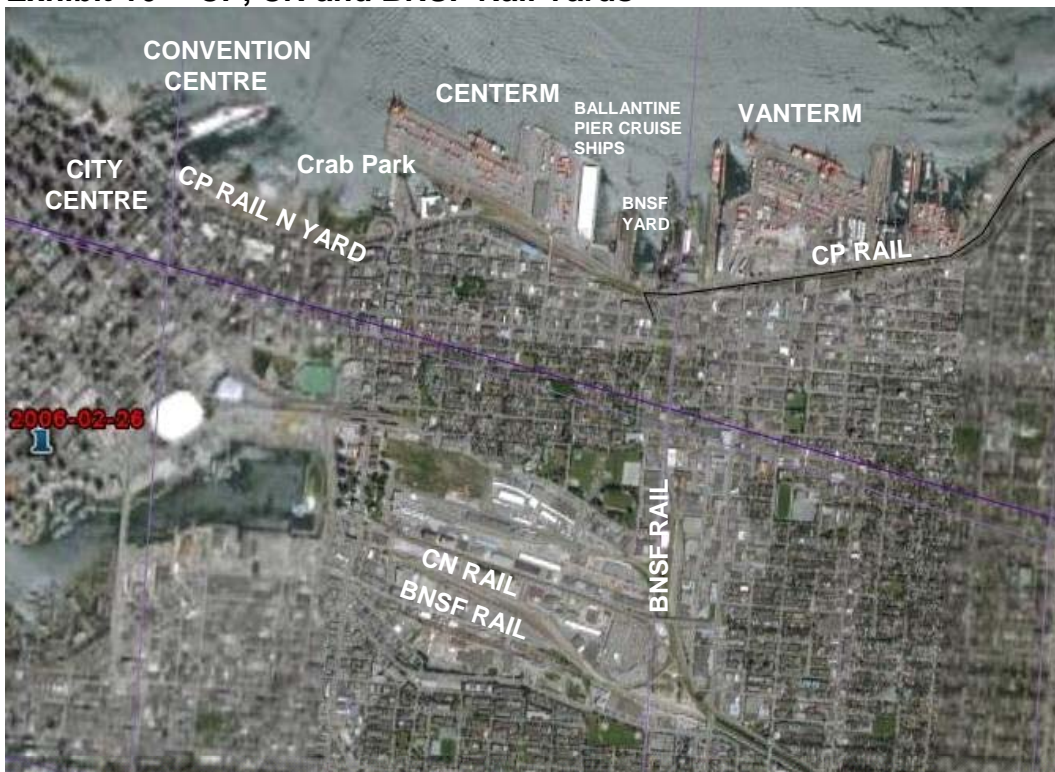 CONVENTION
CENTRE
CENTERM
BALLANTINE
PIER CRUISE
SHIPS
VANTERM
CITY
CENTRE
Crab Park
CP RAIL N YARD
BNSF
YARD
CP RAIL
2006-02-26
BNSF RAIL
CN RAIL
BNSF RAIL